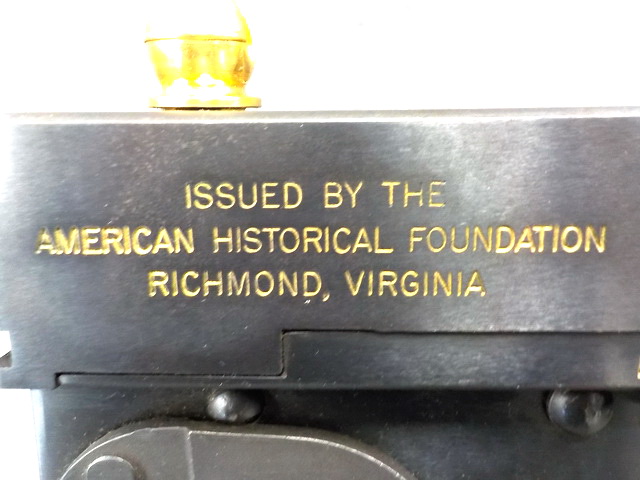 ISSUED BY THE
AMERICAN HISTORICAL FOUNDATION
RICHMOND, VIRGINIA